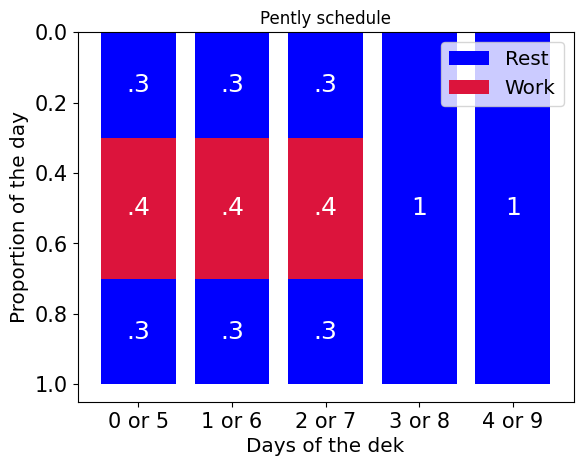 Pently schedule
Proportion of the day
0.0
0.2
0.4
0.6
0.8
1.0
Rest
Work
.3 .3 .3
.4 .4 .4 1 1
.3 .3 .3
0 or 5 1 or 6 2 or 7 3 or 8 4 or 9
Days of the dek